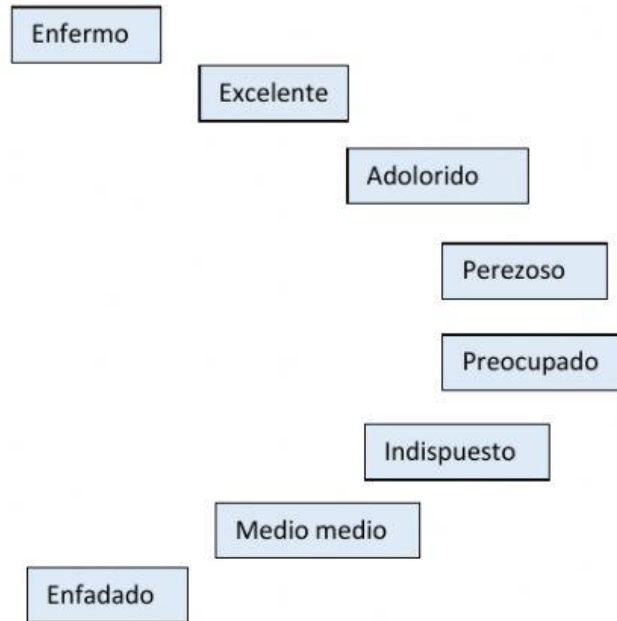 Enfermo
Excelente
Adolorido
Perezoso
Preocupado
Indispuesto
Medio medio
Enfadado